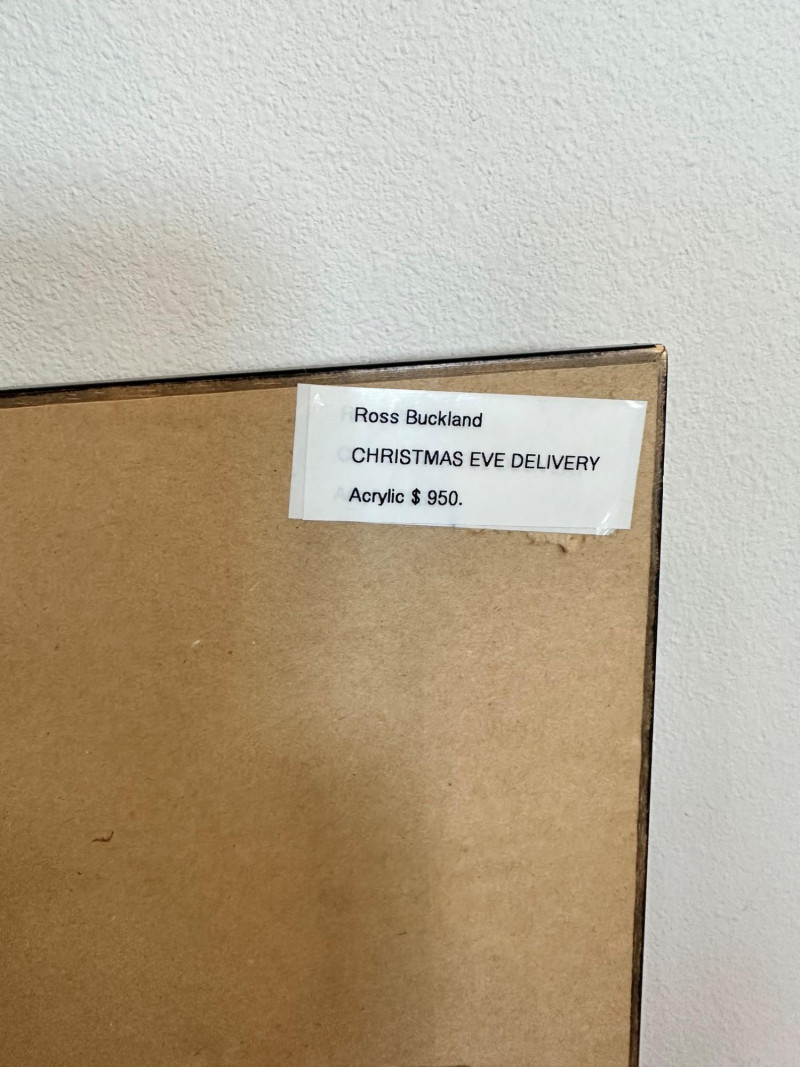 Ross Buckland
CHRISTMAS EVE DELIVERY
Acrylic $ 950.